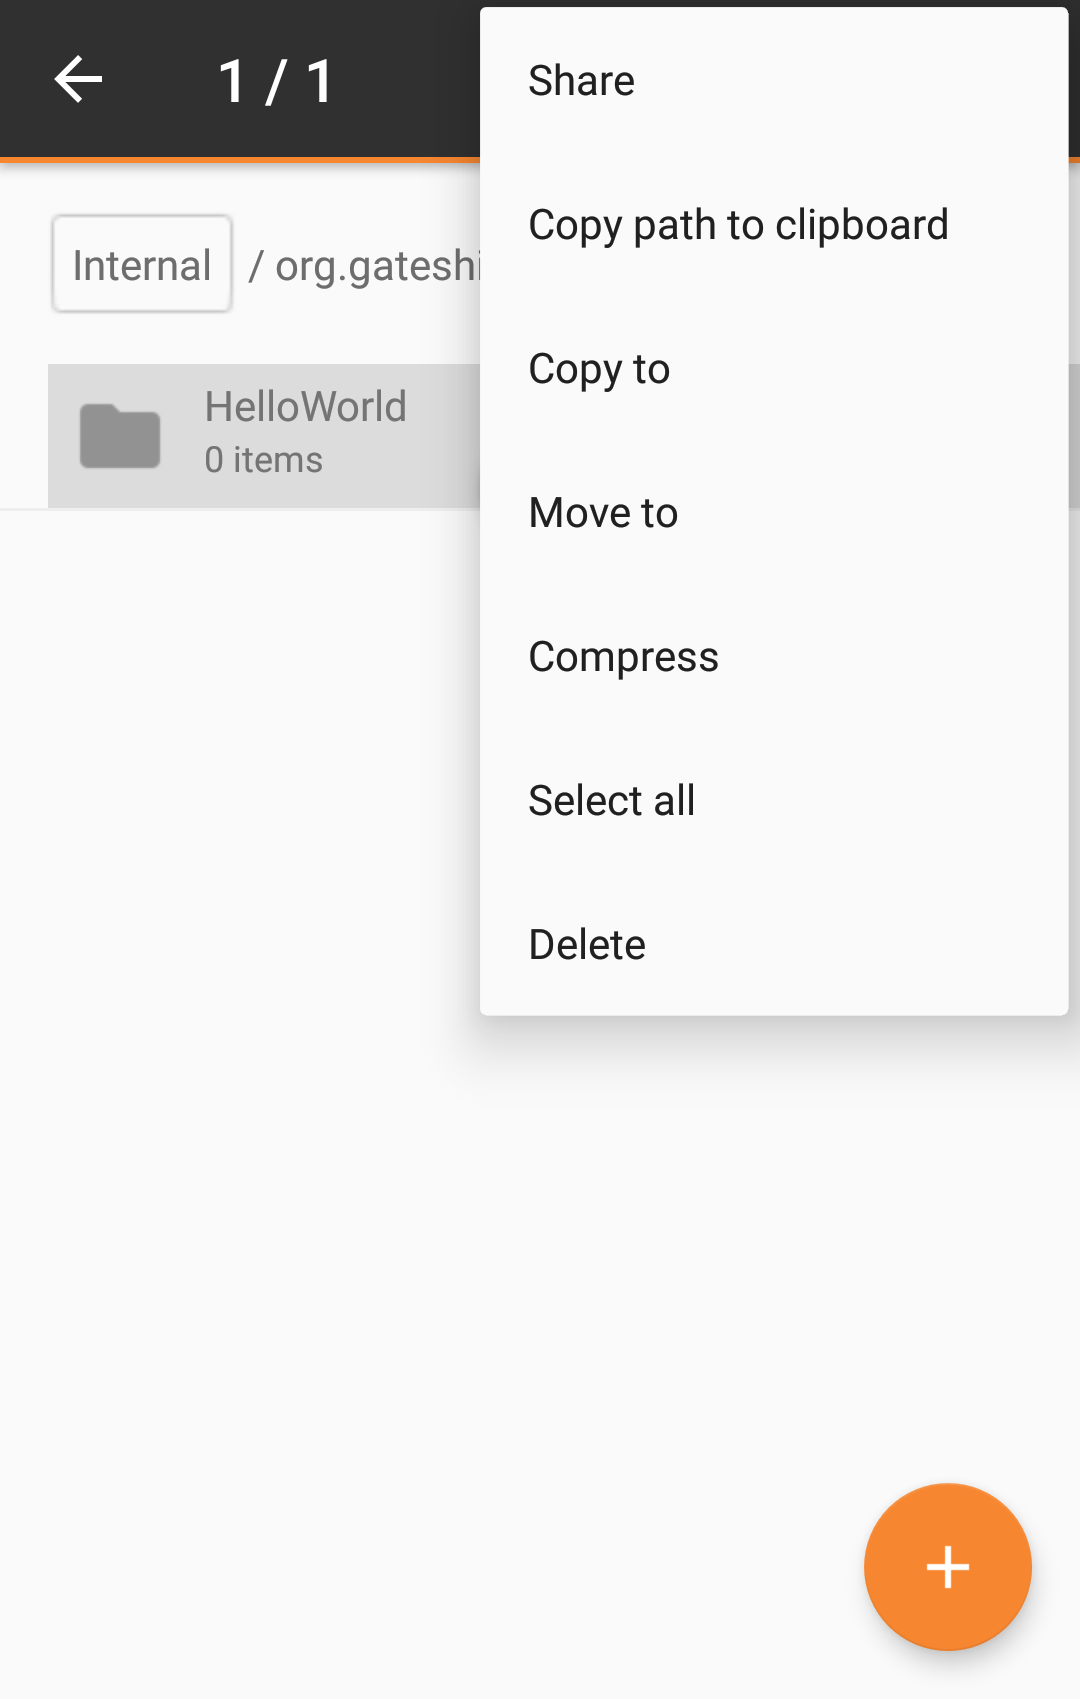 1 / 1
Internal / org.gateshi
HelloWorld
0 items
Share
Copy path to clipboard
Copy to
Move to
Compress
Select all
Delete